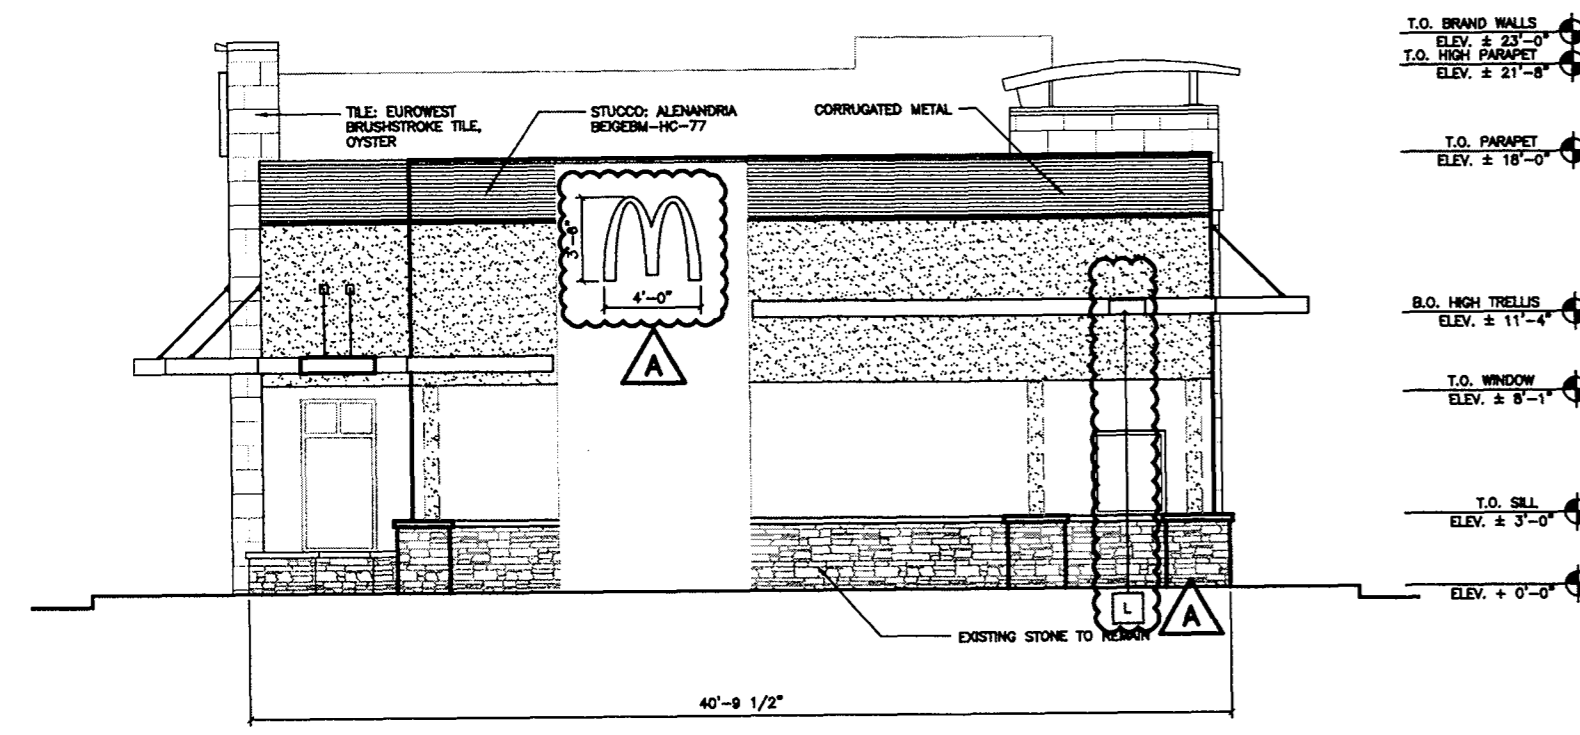 T.O. BRAND WALLS
ELEV. ± 23'-0"
T.O. HIGH PARAPET
ELEV. ± 21'-8"
TILE: EUROWEST
BRUSHSTROKE TILE,
OYSTER
STUCCO: ALENANDRIA
BEIGEBM-HC-77
CORRUGATED METAL
T.O. PARAPET
ELEV. ± 18'-0"
3'-6"
4'-0"
A
B.O. HIGH TRELLIS
ELEV. ± 11'-4"
T.O. WINDOW
ELEV. ± 8'-1"
T.O. SILL
ELEV. ± 3'-0"
ELEV. + 0'-0"
L
A
EXISTING STONE TO REMAIN
40'-9 1/2"